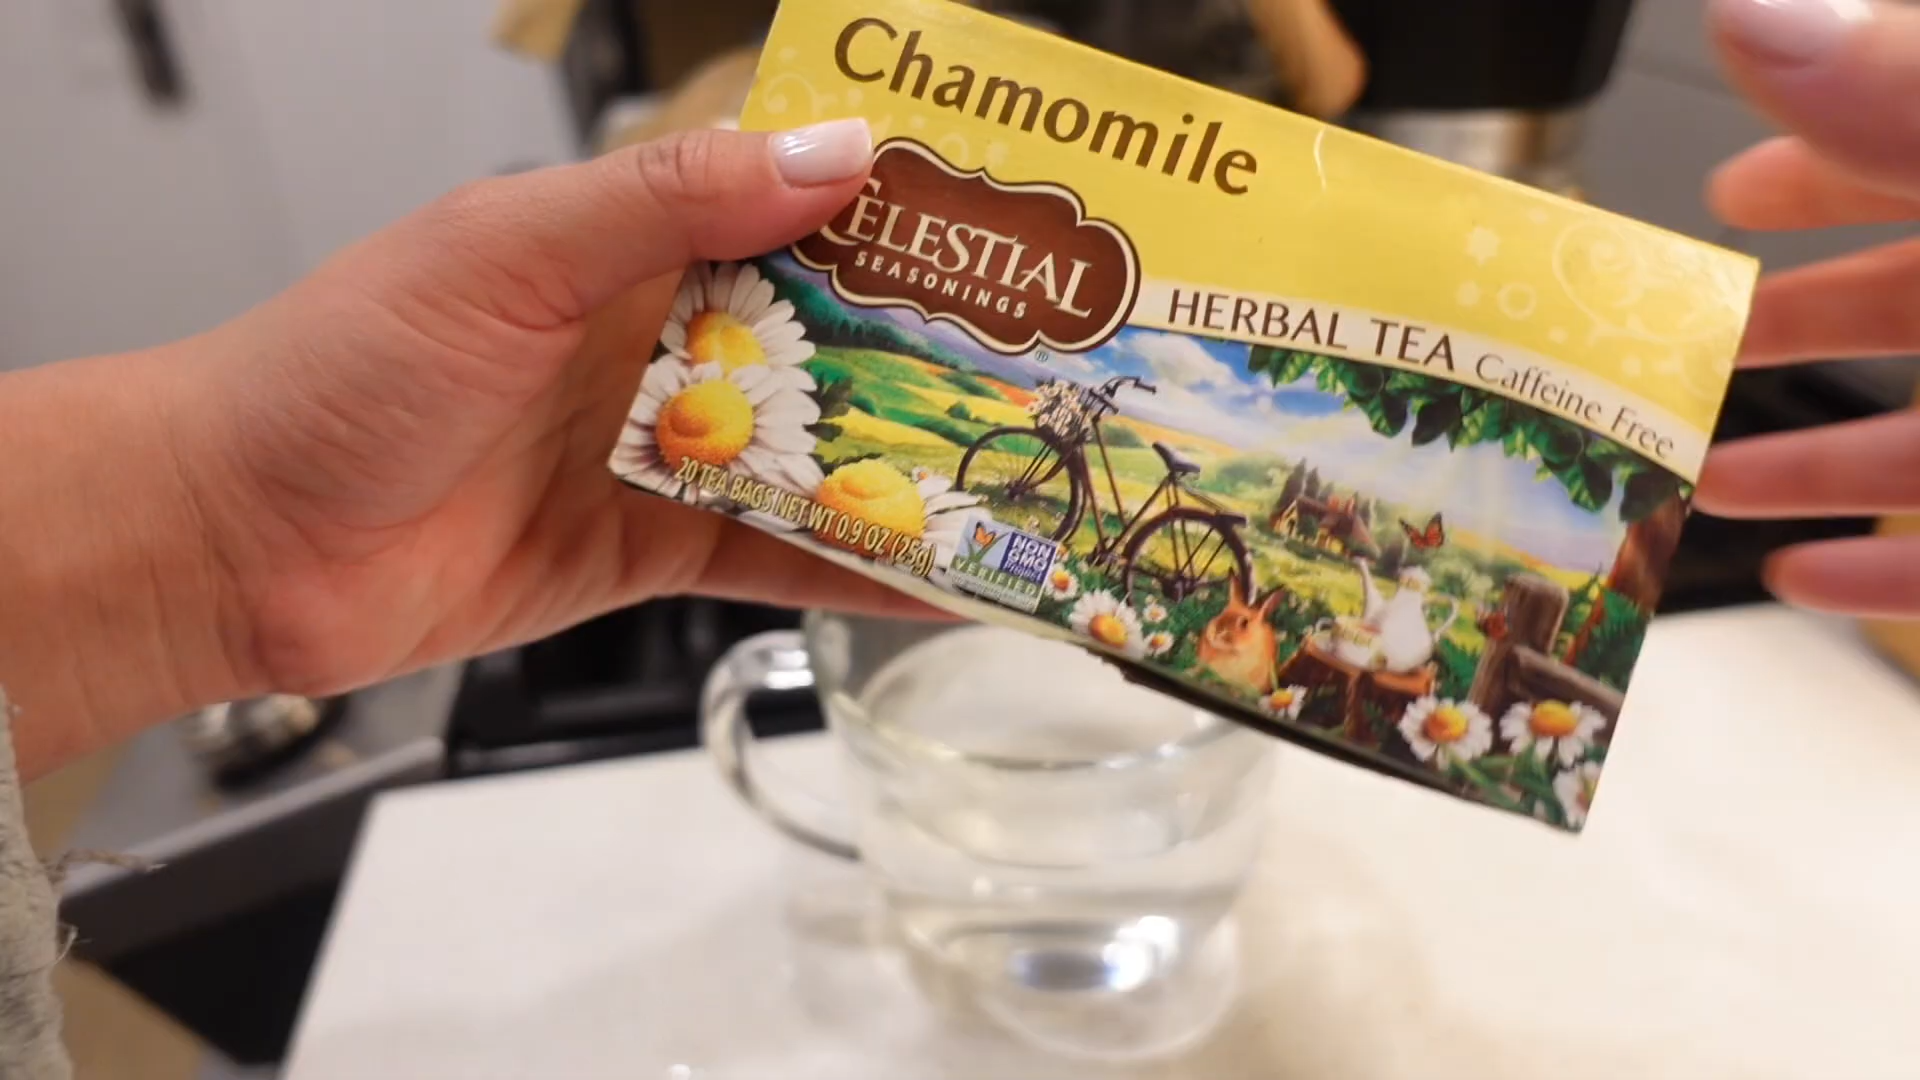 Chamomile
CELESTIAL
SEASONINGS
®
HERBAL TEA Caffeine Free
20 TEA BAGS NET WT 0.9 OZ (25g)
NON
GMO
Project
VERIFIED